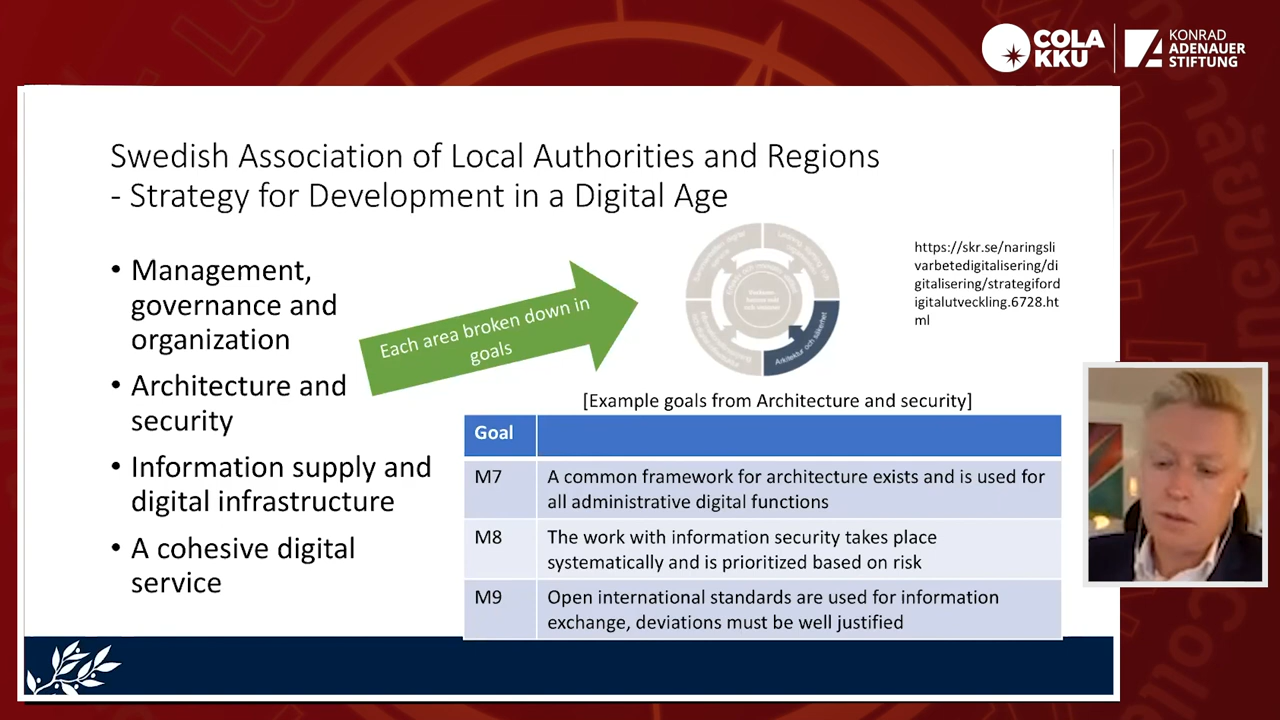 COLA
KKU
KONRAD
ADENAUER
STIFTUNG
Swedish Association of Local Authorities and Regions
- Strategy for Development in a Digital Age
• Management,
governance and
organization
• Architecture and
security
• Information supply and
digital infrastructure
• A cohesive digital
service
Each area broken down in
goals
Arkitektur och säkerhet
https://skr.se/naringsli
varbetedigitalisering/di
gitalisering/strategiford
igitalutveckling.6728.ht
ml
[Example goals from Architecture and security]
Goal
M7 A common framework for architecture exists and is used for
all administrative digital functions
M8 The work with information security takes place
systematically and is prioritized based on risk
M9 Open international standards are used for information
exchange, deviations must be well justified